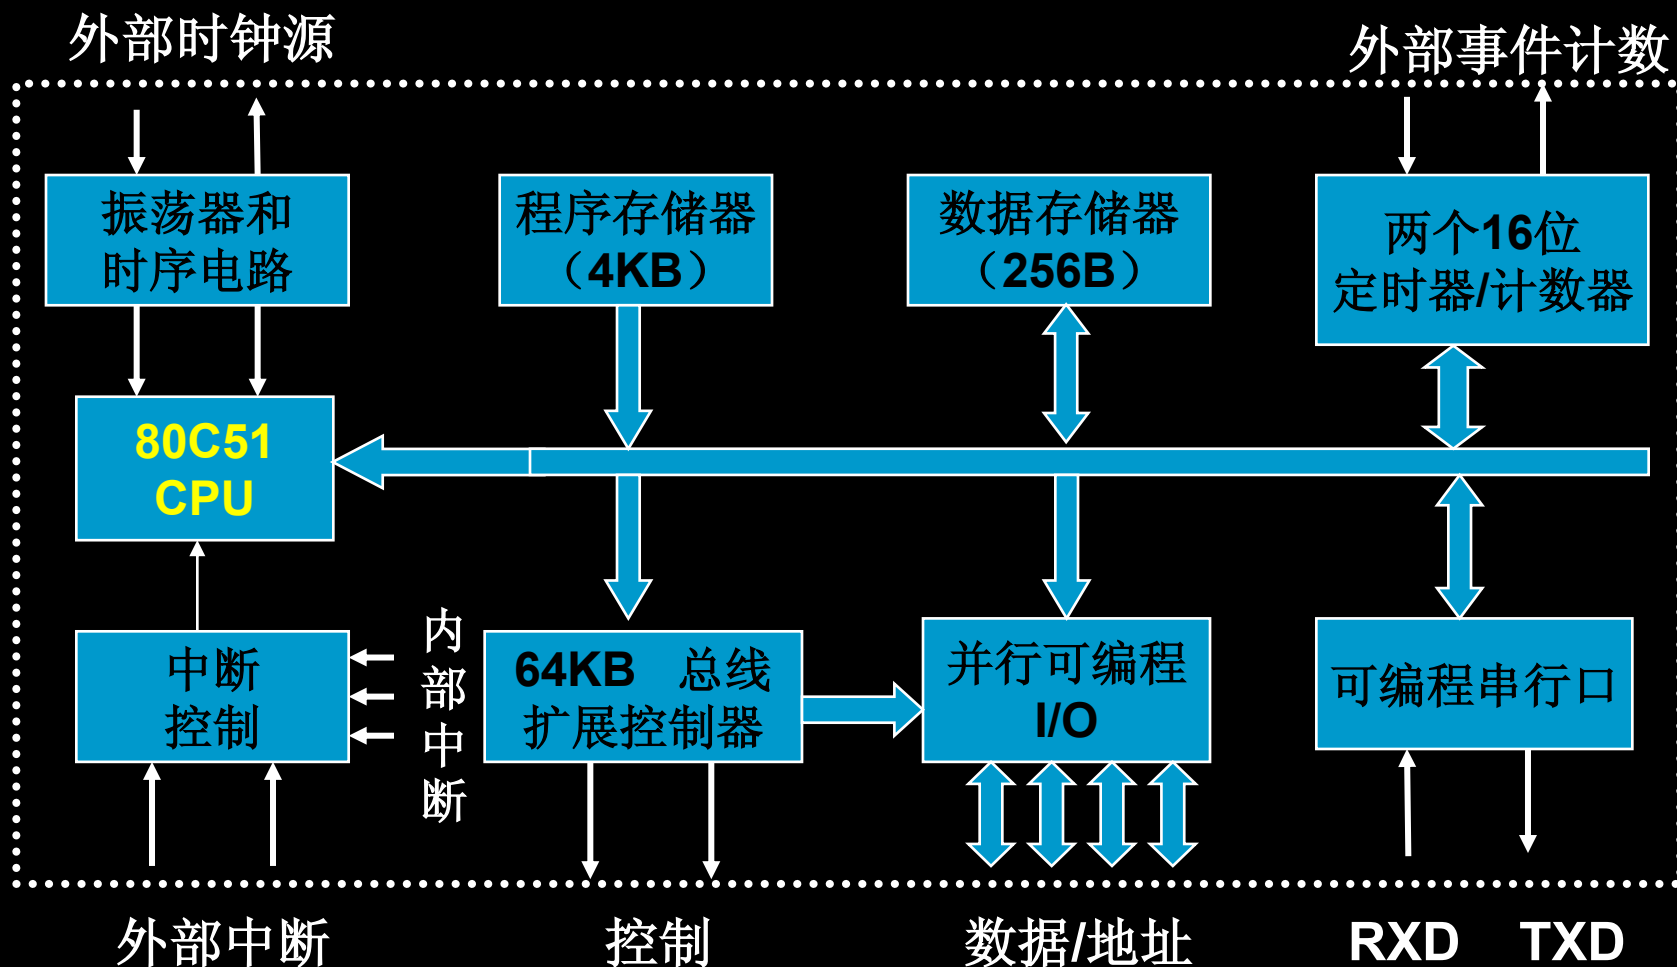 外部时钟源
外部事件计数
振荡器和
时序电路
程序存储器
（4KB）
数据存储器
（256B）
两个16位
定时器/计数器
80C51
CPU
中断
控制
内
部
中
断
64KB 总线
扩展控制器
并行可编程
I/O
可编程串行口
外部中断
控制
数据/地址
RXD
TXD